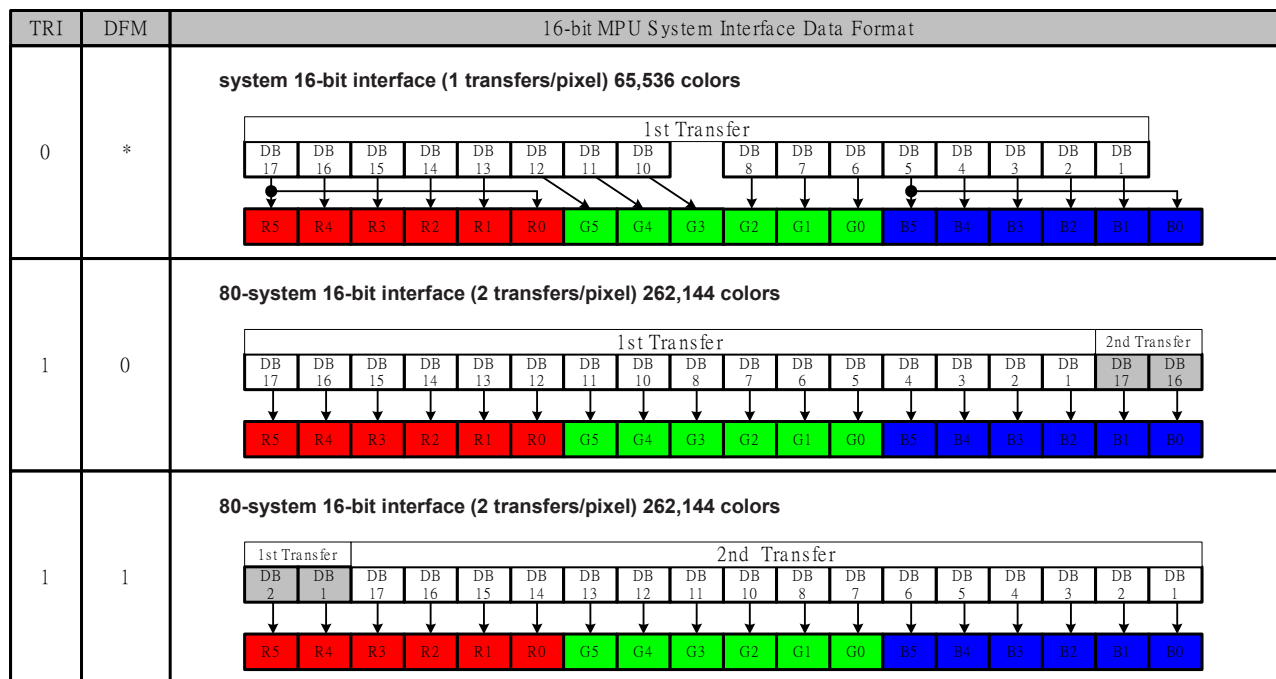 TRI DFM 16-bit MPU System Interface Data Format
system 16-bit interface (1 transfers/pixel) 65,536 colors
0 *
1st Transfer
DB DB DB DB DB DB DB DB DB DB DB DB DB DB DB DB
17 16 15 14 13 12 11 10 8 7 6 5 4 3 2 1
R5 R4 R3 R2 R1 R0 G5 G4 G3 G2 G1 G0 B5 B4 B3 B2 B1 B0
80-system 16-bit interface (2 transfers/pixel) 262,144 colors
1 0
1st Transfer 2nd Transfer
DB DB DB DB DB DB DB DB DB DB DB DB DB DB DB DB DB DB
17 16 15 14 13 12 11 10 8 7 6 5 4 3 2 1 17 16
R5 R4 R3 R2 R1 R0 G5 G4 G3 G2 G1 G0 B5 B4 B3 B2 B1 B0
80-system 16-bit interface (2 transfers/pixel) 262,144 colors
1 1
1st Transfer 2nd Transfer
DB DB DB DB DB DB DB DB DB DB DB DB DB DB DB DB DB DB
2 1 17 16 15 14 13 12 11 10 8 7 6 5 4 3 2 1
R5 R4 R3 R2 R1 R0 G5 G4 G3 G2 G1 G0 B5 B4 B3 B2 B1 B0